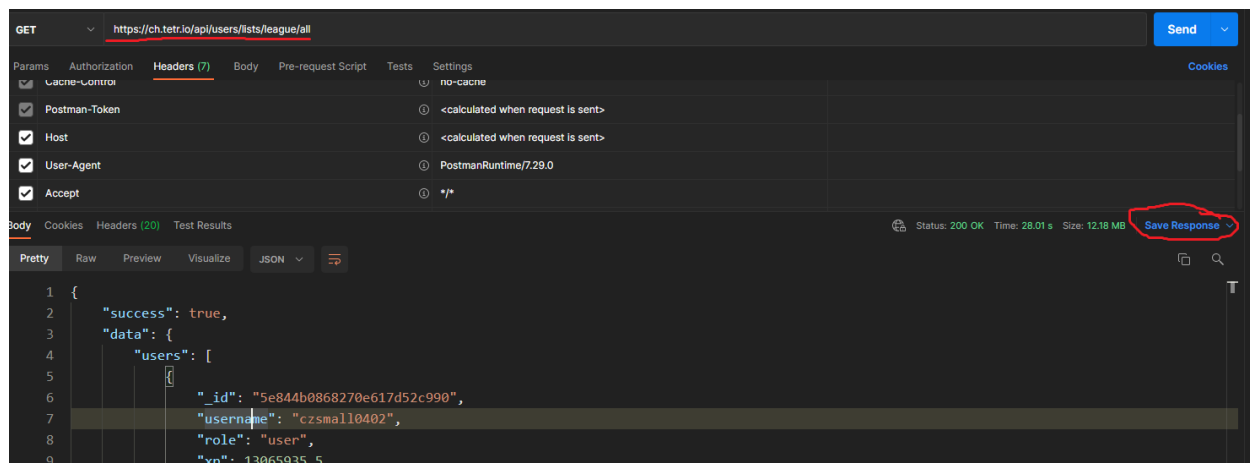 GET https://ch.tetr.io/api/users/lists/league/all Send
Params Authorization Headers (7) Body Pre-request Script Tests Settings Cookies
Cache-Control no-cache
Postman-Token <calculated when request is sent>
Host <calculated when request is sent>
User-Agent PostmanRuntime/7.29.0
Accept */*
Body Cookies Headers (20) Test Results Status: 200 OK Time: 28.01 s Size: 12.18 MB Save Response
Pretty Raw Preview Visualize JSON
1 {
2 "success": true,
3 "data": {
4 "users": [
5 {
6 "_id": "5e844b0868270e617d52c990",
7 "username": "czsmall0402",
8 "role": "user",
9 "xp": 13065935.5